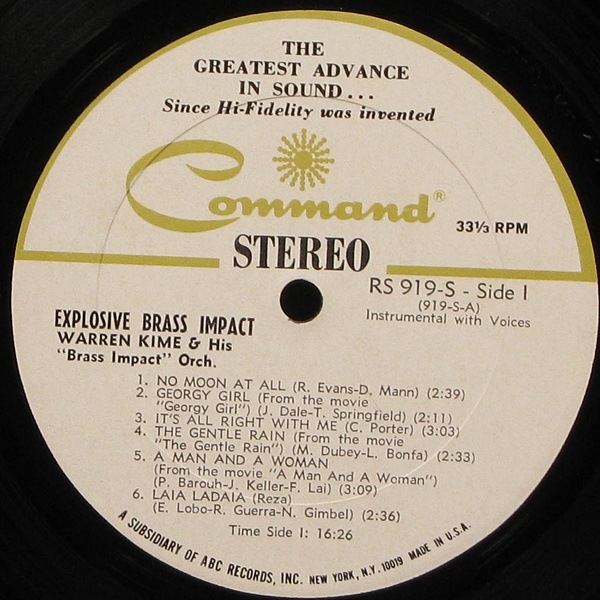 THE
GREATEST ADVANCE
IN SOUND...
Since Hi-Fidelity was invented
Command®
33⅓ RPM
STEREO
RS 919-S - Side I
(919-S-A)
Instrumental with Voices
EXPLOSIVE BRASS IMPACT
WARREN KIME & His
"Brass Impact" Orch.
1. NO MOON AT ALL (R. Evans-D. Mann) (2:39)
2. GEORGY GIRL (From the movie
"Georgy Girl") (J. Dale-T. Springfield) (2:11)
3. IT'S ALL RIGHT WITH ME (C. Porter) (3:03)
4. THE GENTLE RAIN (From the movie
"The Gentle Rain") (M. Dubey-L. Bonfa) (2:33)
5. A MAN AND A WOMAN
(From the movie "A Man And A Woman")
(P. Barouh-J. Keller-F. Lai) (3:09)
6. LAIA LADAIA (Reza)
(E. Lobo-R. Guerra-N. Gimbel) (2:36)
Time Side I: 16:26
A SUBSIDIARY OF ABC RECORDS, INC. NEW YORK, N.Y. 10019 MADE IN U.S.A.